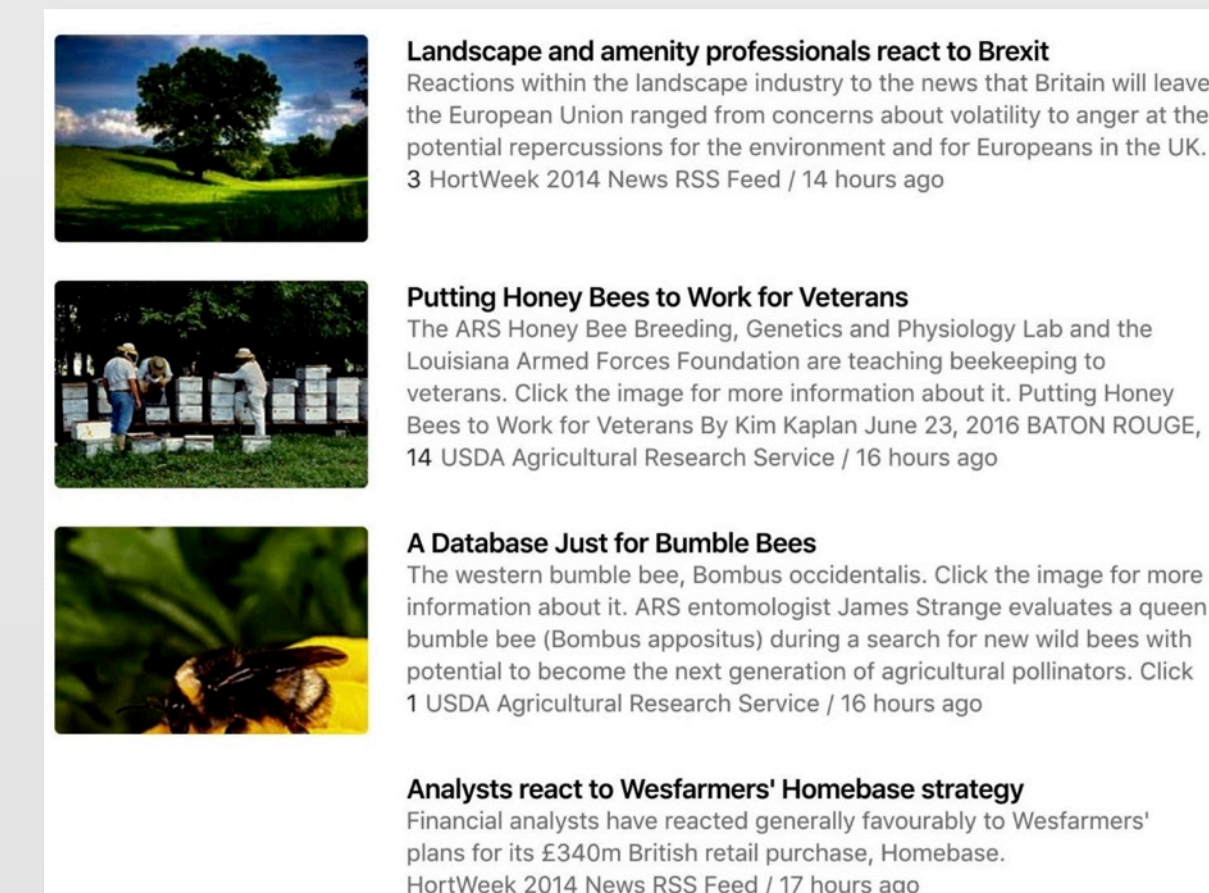 Landscape and amenity professionals react to Brexit
Reactions within the landscape industry to the news that Britain will leave
the European Union ranged from concerns about volatility to anger at the
potential repercussions for the environment and for Europeans in the UK.
3 HortWeek 2014 News RSS Feed / 14 hours ago
Putting Honey Bees to Work for Veterans
The ARS Honey Bee Breeding, Genetics and Physiology Lab and the
Louisiana Armed Forces Foundation are teaching beekeeping to
veterans. Click the image for more information about it. Putting Honey
Bees to Work for Veterans By Kim Kaplan June 23, 2016 BATON ROUGE,
14 USDA Agricultural Research Service / 16 hours ago
A Database Just for Bumble Bees
The western bumble bee, Bombus occidentalis. Click the image for more
information about it. ARS entomologist James Strange evaluates a queen
bumble bee (Bombus appositus) during a search for new wild bees with
potential to become the next generation of agricultural pollinators. Click
1 USDA Agricultural Research Service / 16 hours ago
Analysts react to Wesfarmers' Homebase strategy
Financial analysts have reacted generally favourably to Wesfarmers'
plans for its £340m British retail purchase, Homebase.
HortWeek 2014 News RSS Feed / 17 hours ago